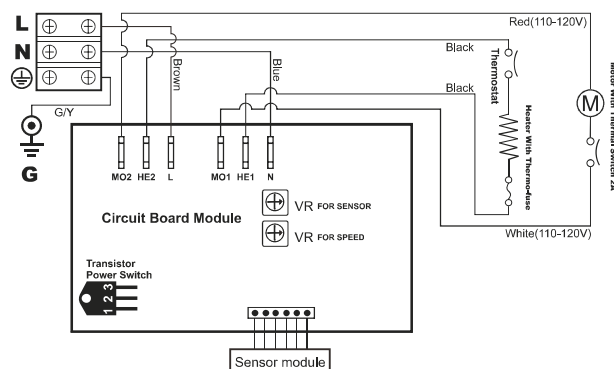 L
N
G
G/Y
Brown
Blue
Red(110-120V)
Black
Black
Thermostat
Heater With Thermo-fuse
M
Motor With Thermal Switch 2A
White(110-120V)
MO2 HE2 L MO1 HE1 N
Circuit Board Module
VR FOR SENSOR
VR FOR SPEED
Transistor
Power Switch
1 2 3
Sensor module